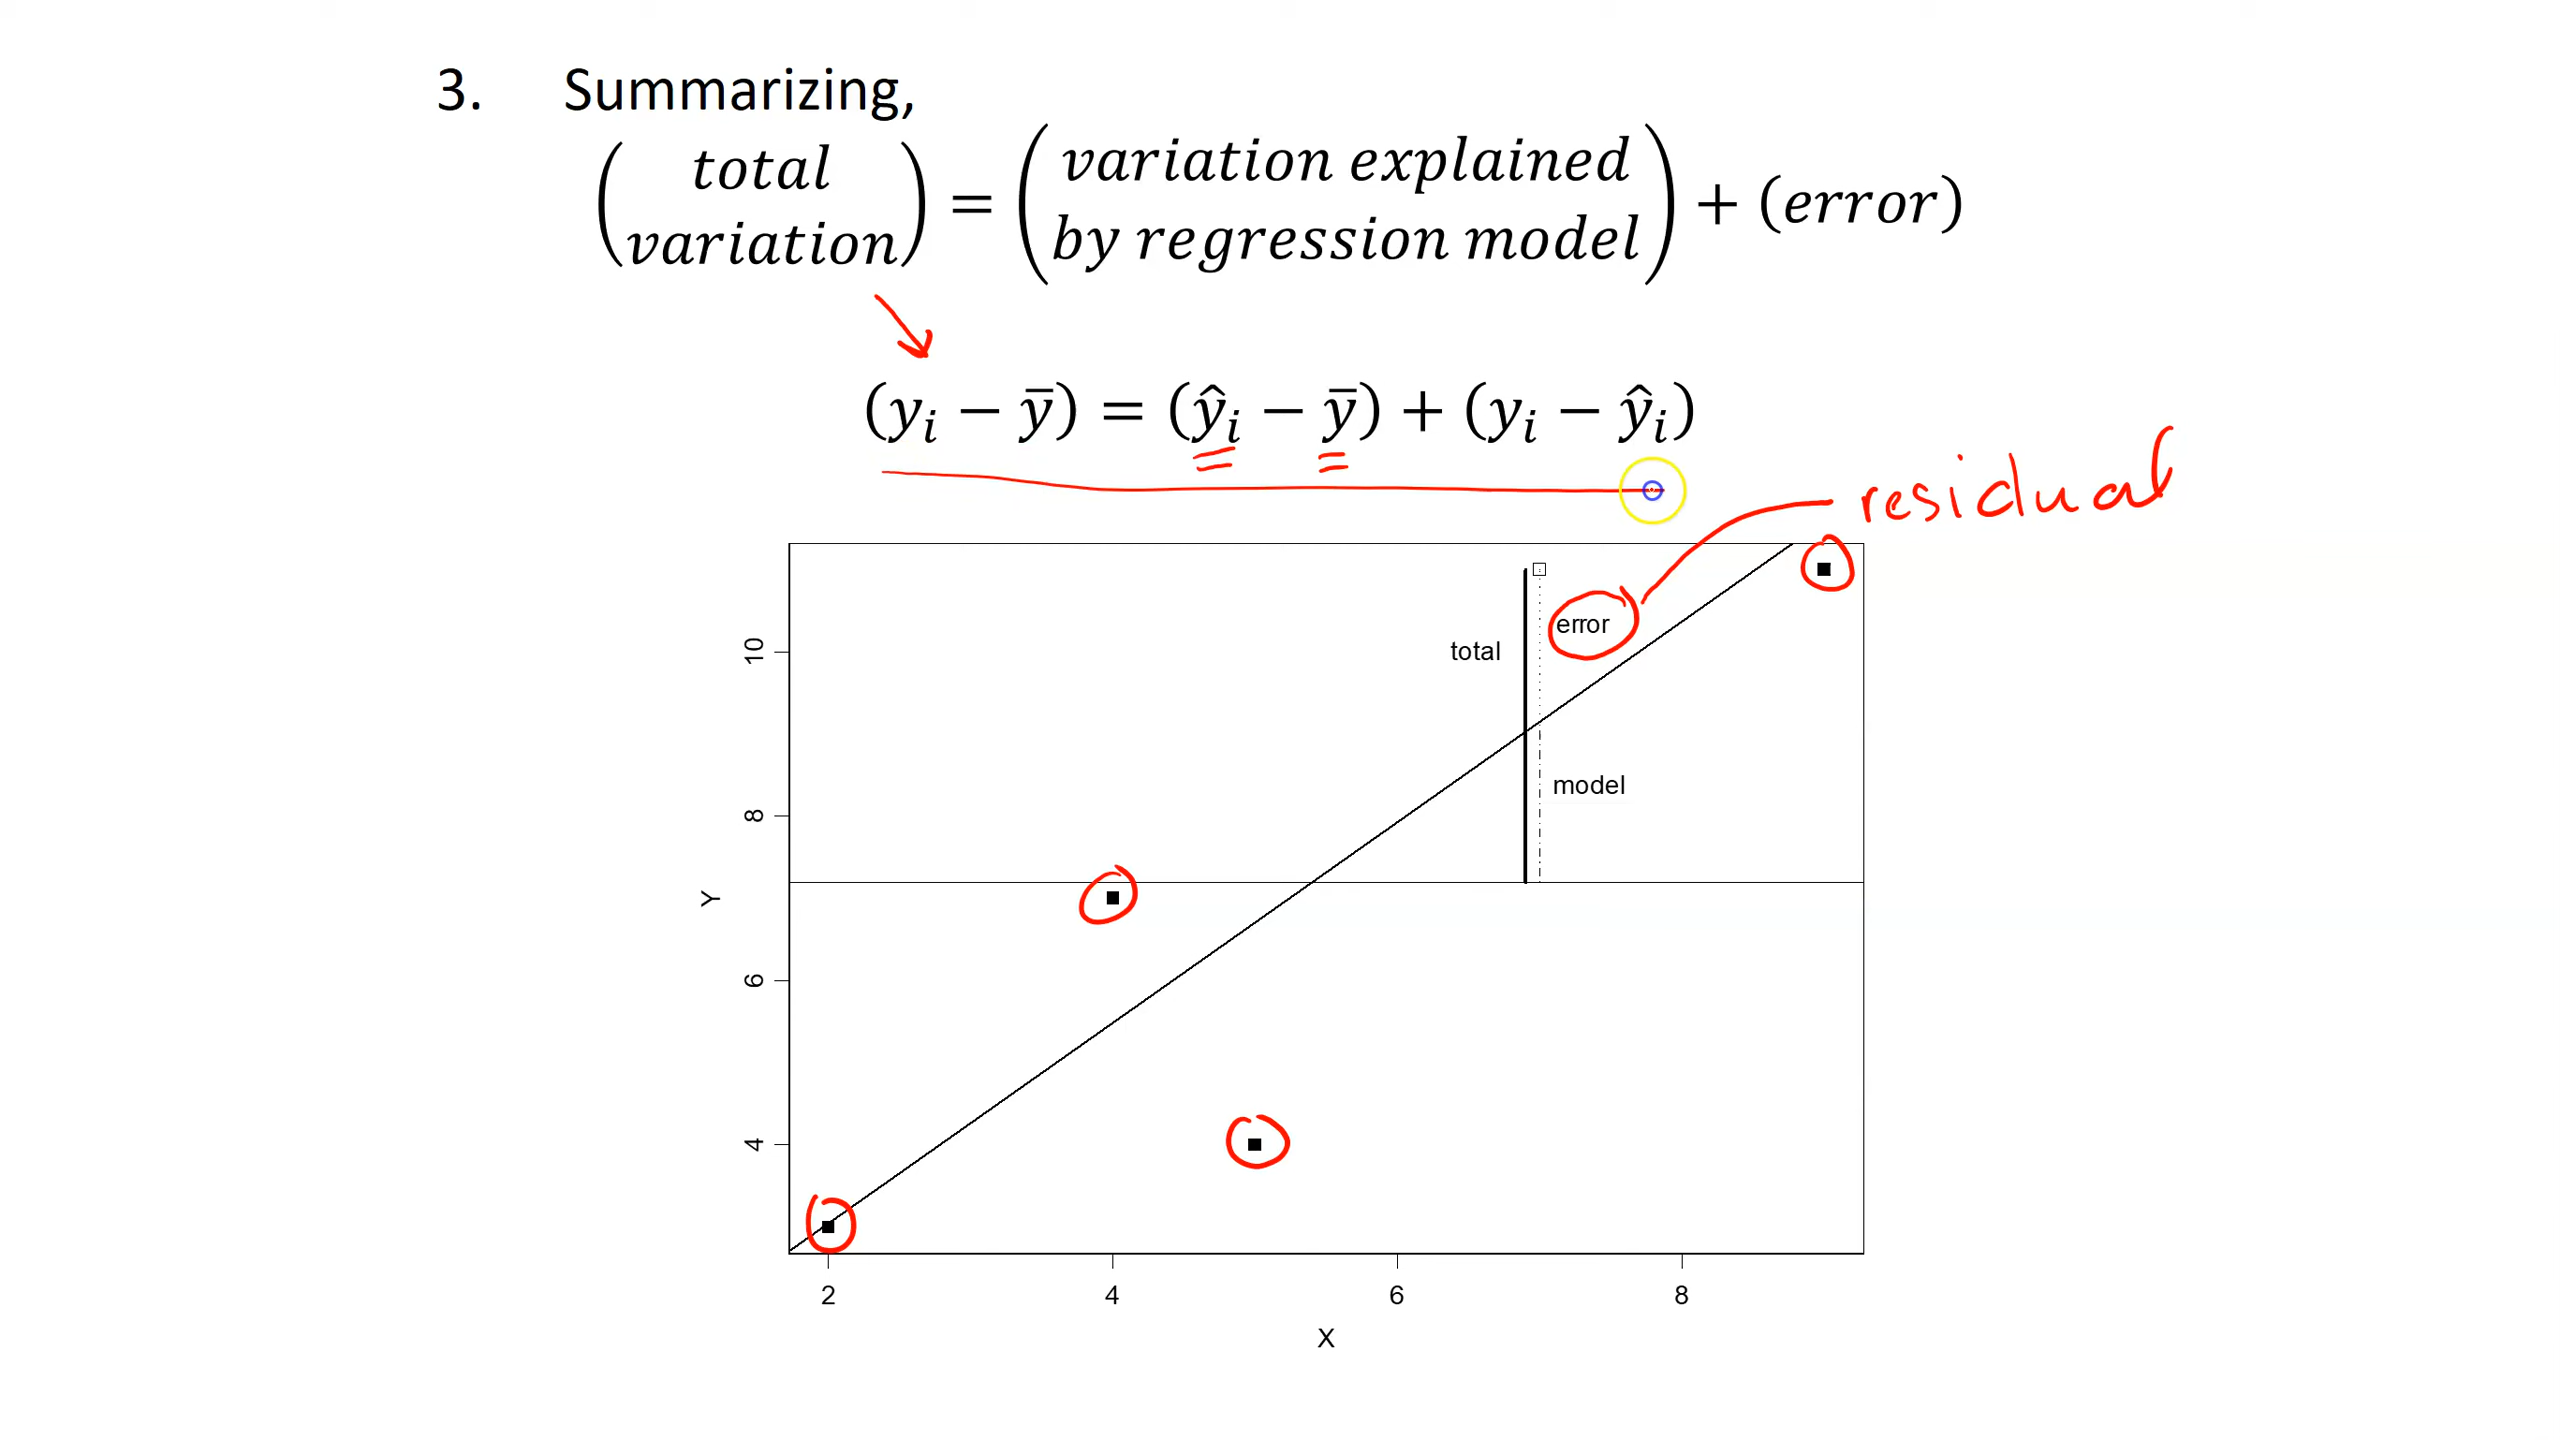 3. Summarizing,
(total variation) = (variation explained by regression model) + (error)
(yᵢ − ȳ) = (ŷᵢ − ȳ) + (yᵢ − ŷᵢ)
residual
error
total
model
10
8
6
4
Y
2 4 6 8
X